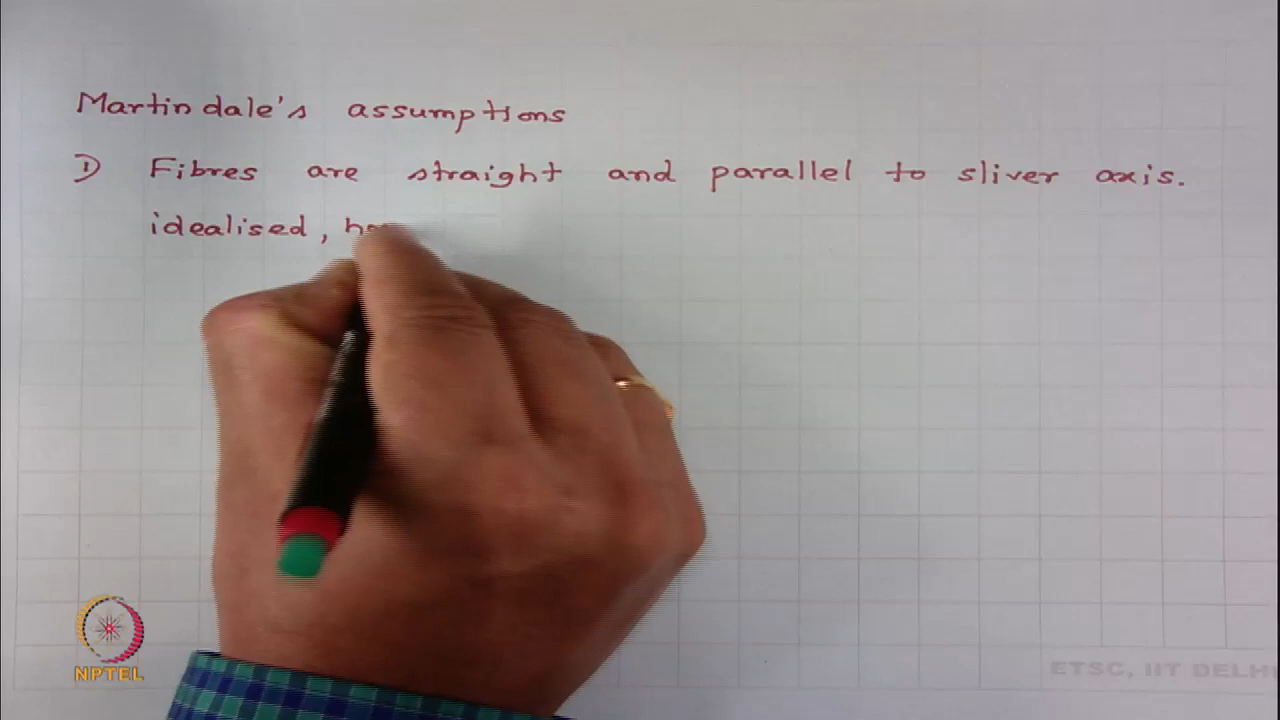 Martindale's assumptions
1) Fibres are straight and parallel to sliver axis.
idealised,
NPTEL
ETSC, IIT DELHI